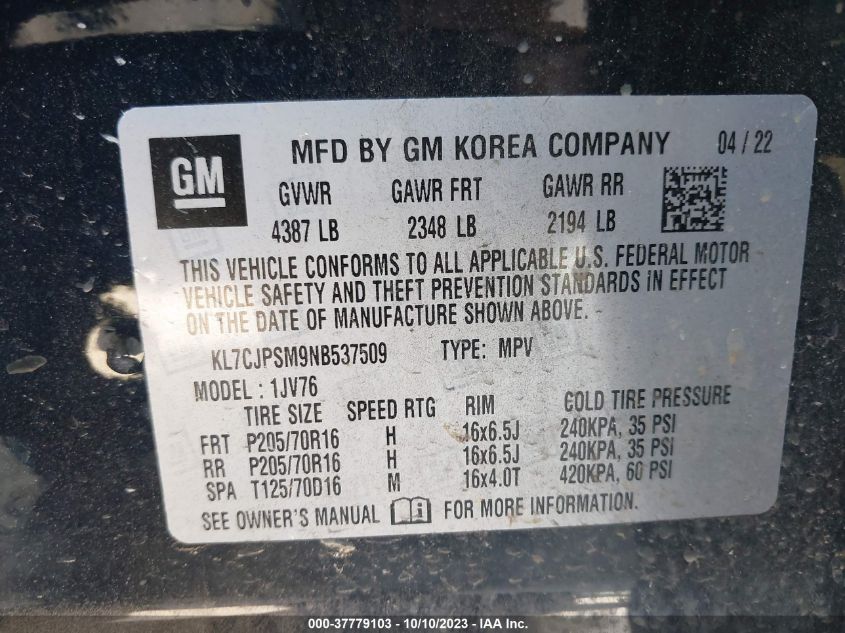 GM
MFD BY GM KOREA COMPANY 04 / 22
GVWR GAWR FRT GAWR RR
4387 LB 2348 LB 2194 LB
THIS VEHICLE CONFORMS TO ALL APPLICABLE U.S. FEDERAL MOTOR
VEHICLE SAFETY AND THEFT PREVENTION STANDARDS IN EFFECT
ON THE DATE OF MANUFACTURE SHOWN ABOVE.
KL7CJPSM9NB537509 TYPE: MPV
MODEL : 1JV76
TIRE SIZE SPEED RTG RIM COLD TIRE PRESSURE
FRT P205/70R16 H 16x6.5J 240KPA, 35 PSI
RR P205/70R16 H 16x6.5J 240KPA, 35 PSI
SPA T125/70D16 M 16x4.0T 420KPA, 60 PSI
SEE OWNER'S MANUAL FOR MORE INFORMATION.
000-37779103 - 10/10/2023 - IAA Inc.